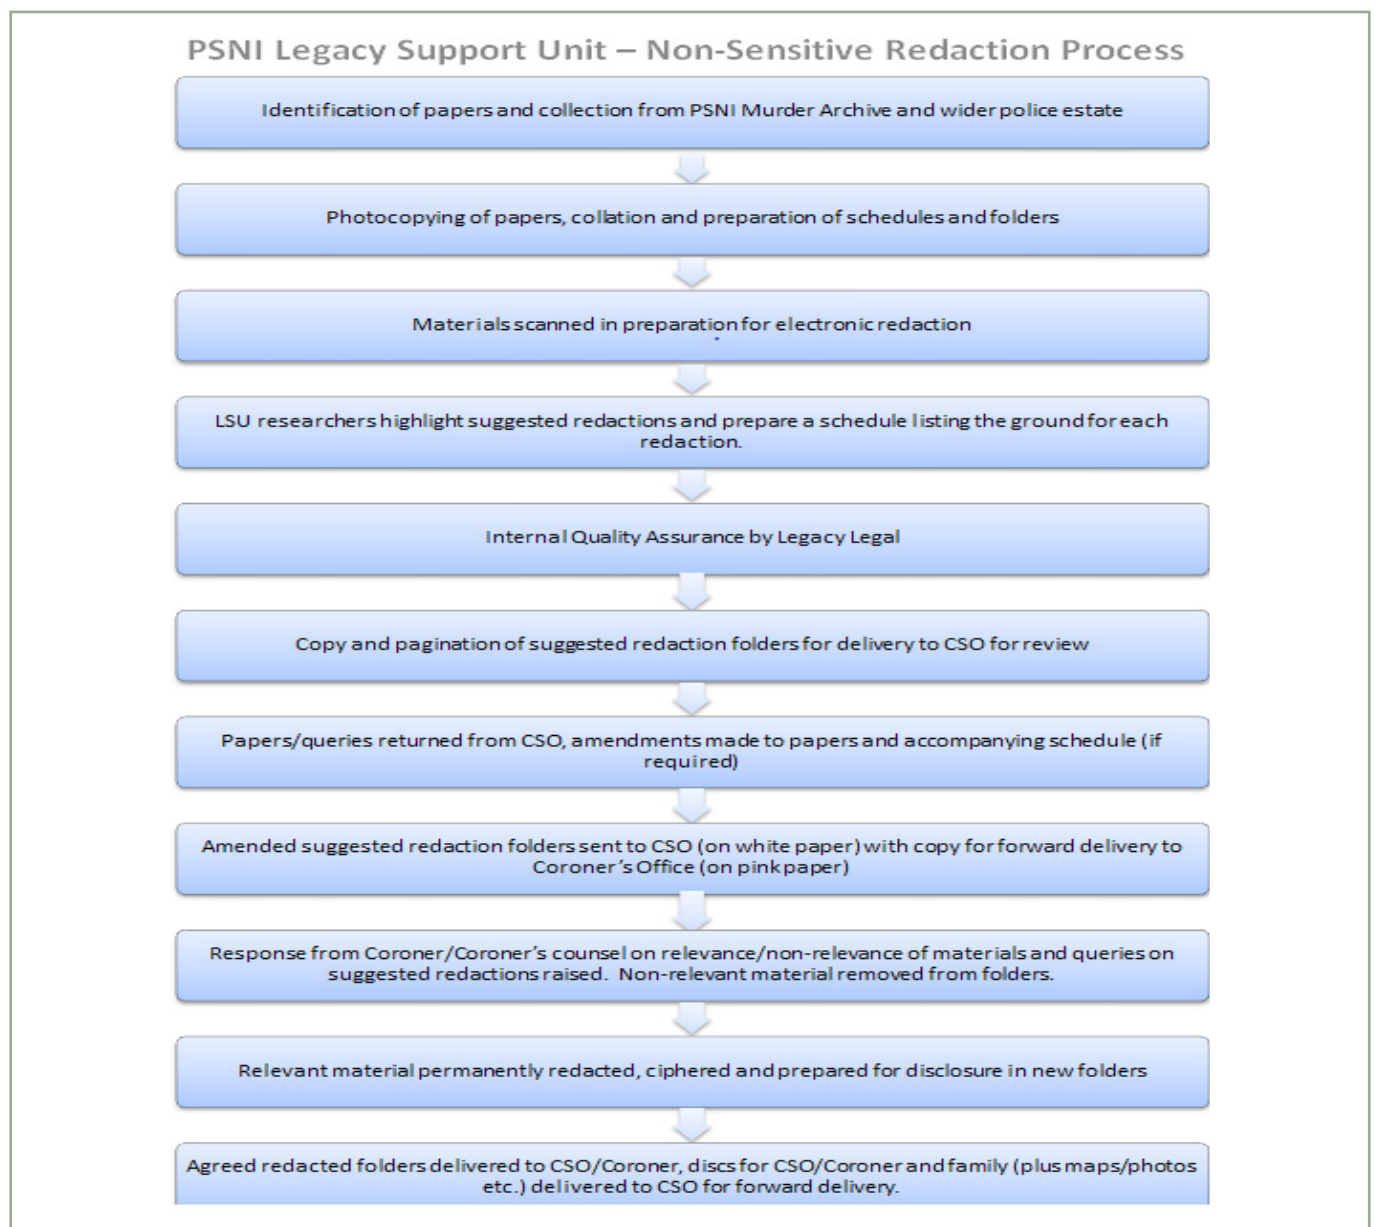 PSNI Legacy Support Unit – Non-Sensitive Redaction Process
Identification of papers and collection from PSNI Murder Archive and wider police estate
Photocopying of papers, collation and preparation of schedules and folders
Materials scanned in preparation for electronic redaction
LSU researchers highlight suggested redactions and prepare a schedule listing the ground for each
redaction.
Internal Quality Assurance by Legacy Legal
Copy and pagination of suggested redaction folders for delivery to CSO for review
Papers/queries returned from CSO, amendments made to papers and accompanying schedule (if
required)
Amended suggested redaction folders sent to CSO (on white paper) with copy for forward delivery to
Coroner’s Office (on pink paper)
Response from Coroner/Coroner’s counsel on relevance/non-relevance of materials and queries on
suggested redactions raised.  Non-relevant material removed from folders.
Relevant material permanently redacted, ciphered and prepared for disclosure in new folders
Agreed redacted folders delivered to CSO/Coroner, discs for CSO/Coroner and family (plus maps/photos
etc.) delivered to CSO for forward delivery.